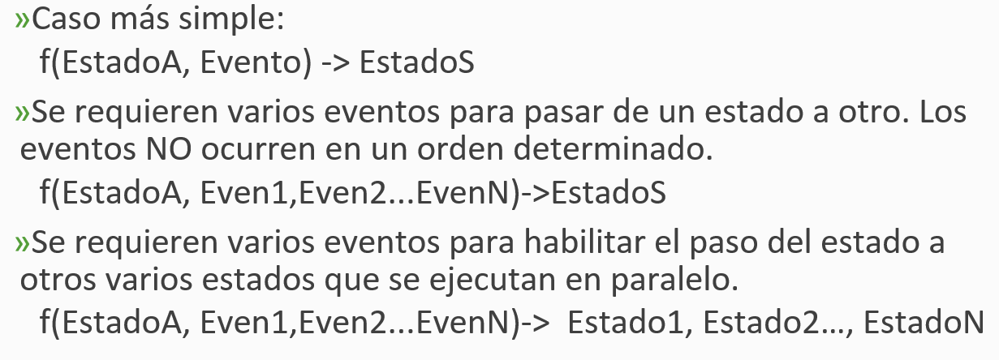 »Caso más simple:
f(EstadoA, Evento) -> EstadoS
»Se requieren varios eventos para pasar de un estado a otro. Los
eventos NO ocurren en un orden determinado.
f(EstadoA, Even1,Even2...EvenN)->EstadoS
»Se requieren varios eventos para habilitar el paso del estado a
otros varios estados que se ejecutan en paralelo.
f(EstadoA, Even1,Even2...EvenN)-> Estado1, Estado2…, EstadoN